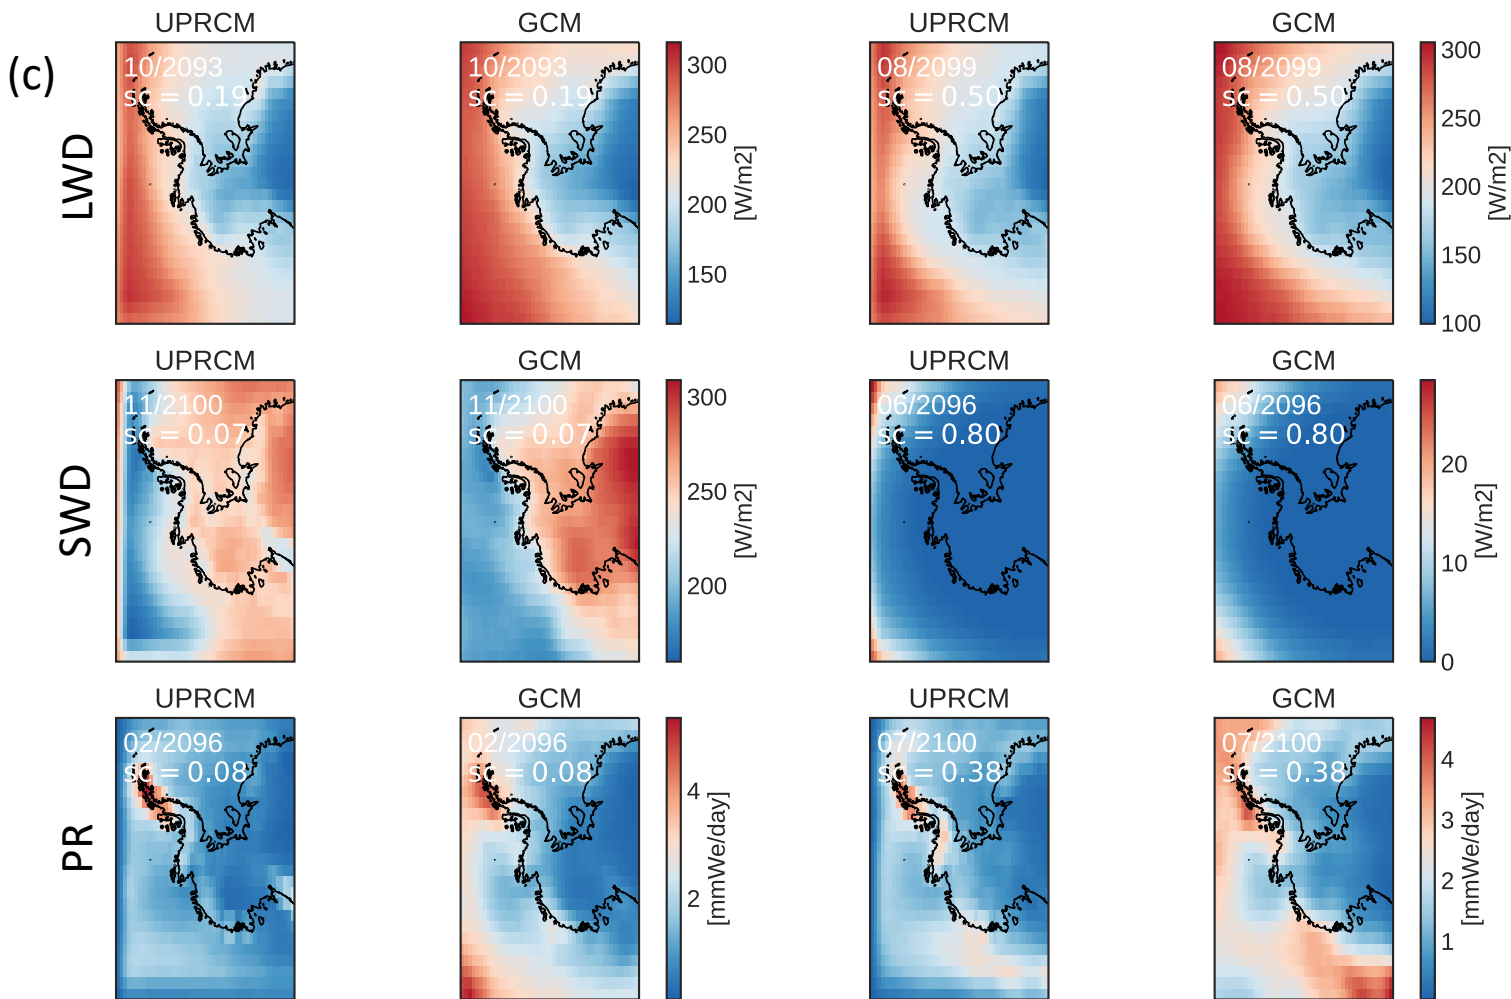 (c)
LWD
UPRCM
10/2093
sc = 0.19
GCM
10/2093
sc = 0.19
300
250
200
150
[W/m2]
UPRCM
08/2099
sc = 0.50
GCM
08/2099
sc = 0.50
300
250
200
150
100
[W/m2]
SWD
UPRCM
11/2100
sc = 0.07
GCM
11/2100
sc = 0.07
300
250
200
[W/m2]
UPRCM
06/2096
sc = 0.80
GCM
06/2096
sc = 0.80
20
10
0
[W/m2]
PR
UPRCM
02/2096
sc = 0.08
GCM
02/2096
sc = 0.08
4
2
[mmWe/day]
UPRCM
07/2100
sc = 0.38
GCM
07/2100
sc = 0.38
4
3
2
1
[mmWe/day]